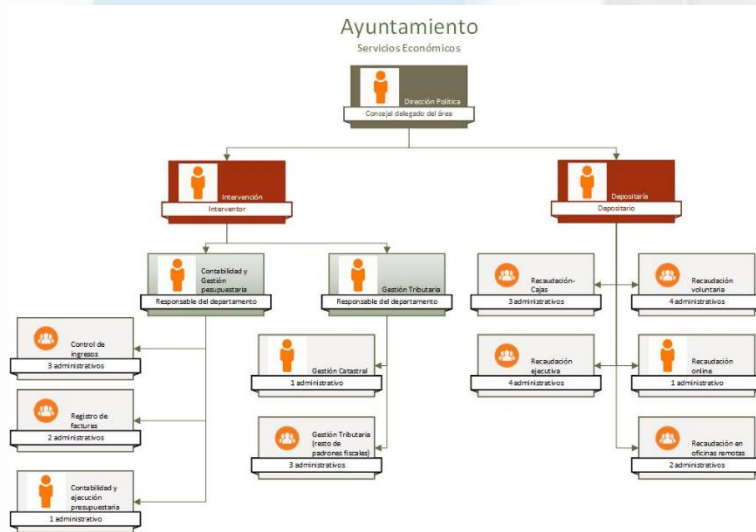 Ayuntamiento
Servicios Económicos
Dirección Política
Concejal delegado del área
Intervención
Interventor
Depositaría
Depositario
Contabilidad y
Gestión
pesupuestaria
Responsable del departamento
Gestión Tributaria
Responsable del departamento
Recaudación-
Cajas
3 administrativos
Recaudación
voluntaria
4 administrativos
Control de
ingresos
3 administrativos
Gestión Catastral
1 administrativo
Recaudación
ejecutiva
4 administrativos
Recaudación
online
1 administrativo
Registro de
facturas
2 administrativos
Gestión Tributaria
(resto de
padrones fiscales)
3 administrativos
Recaudación en
oficinas remotas
2 administrativos
Contabilidad y
ejecución
presupuestaria
1 administrativo